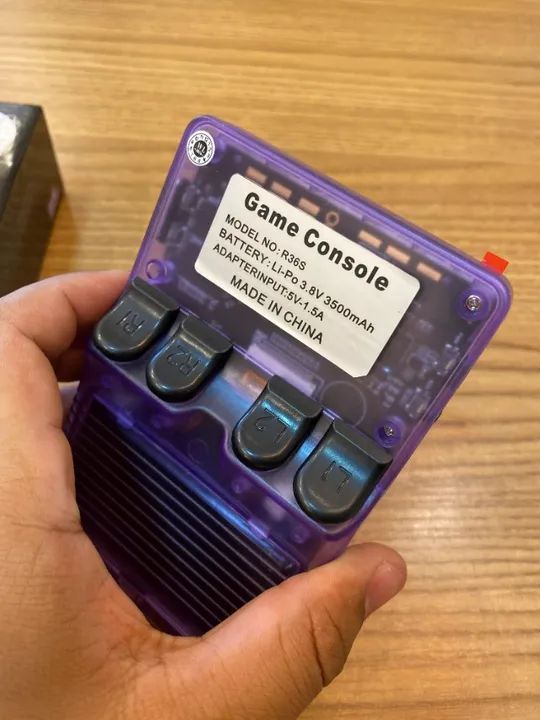 Game Console
MODEL NO: R36S
BATTERY: Li-Po 3.8V 3500mAh
ADAPTERINPUT:5V-1.5A
MADE IN CHINA
R1
R2
L2
L1